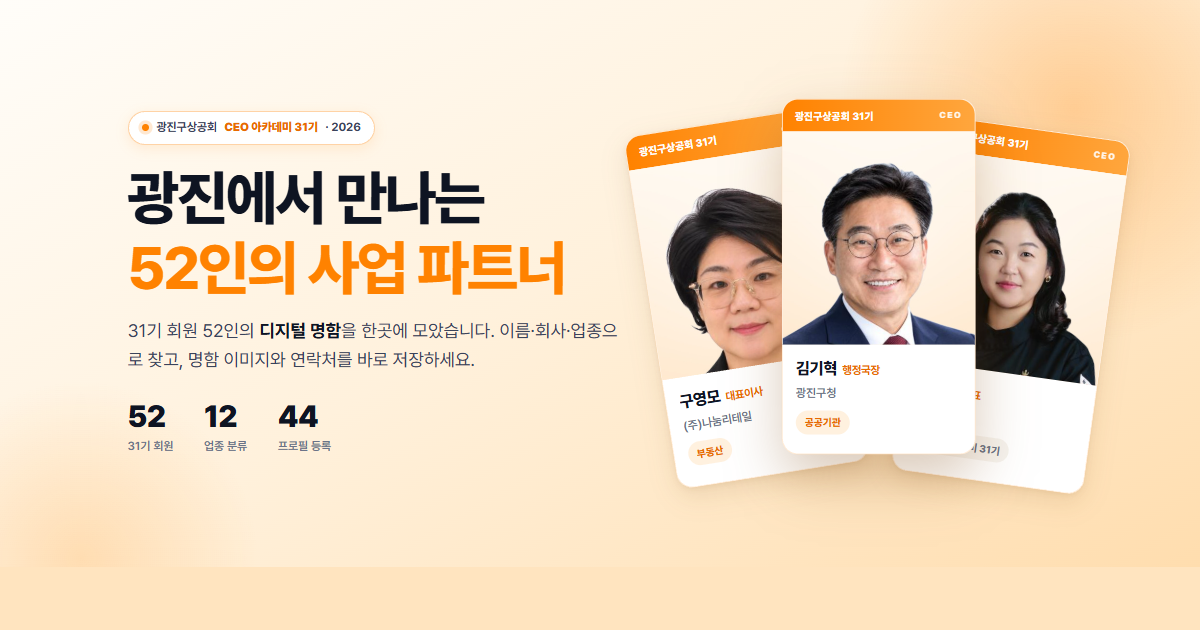 광진구상공회 CEO 아카데미 31기 · 2026
광진에서 만나는
52인의 사업 파트너
31기 회원 52인의 디지털 명함을 한곳에 모았습니다. 이름·회사·업종으
로 찾고, 명함 이미지와 연락처를 바로 저장하세요.
52 12 44
31기 회원 업종 분류 프로필 등록
광진구상공회 31기
구영모 대표이사
(주)나눔리테일
부동산
광진구상공회 31기 CEO
김기혁 행정국장
광진구청
공공기관
31기 CEO
31기